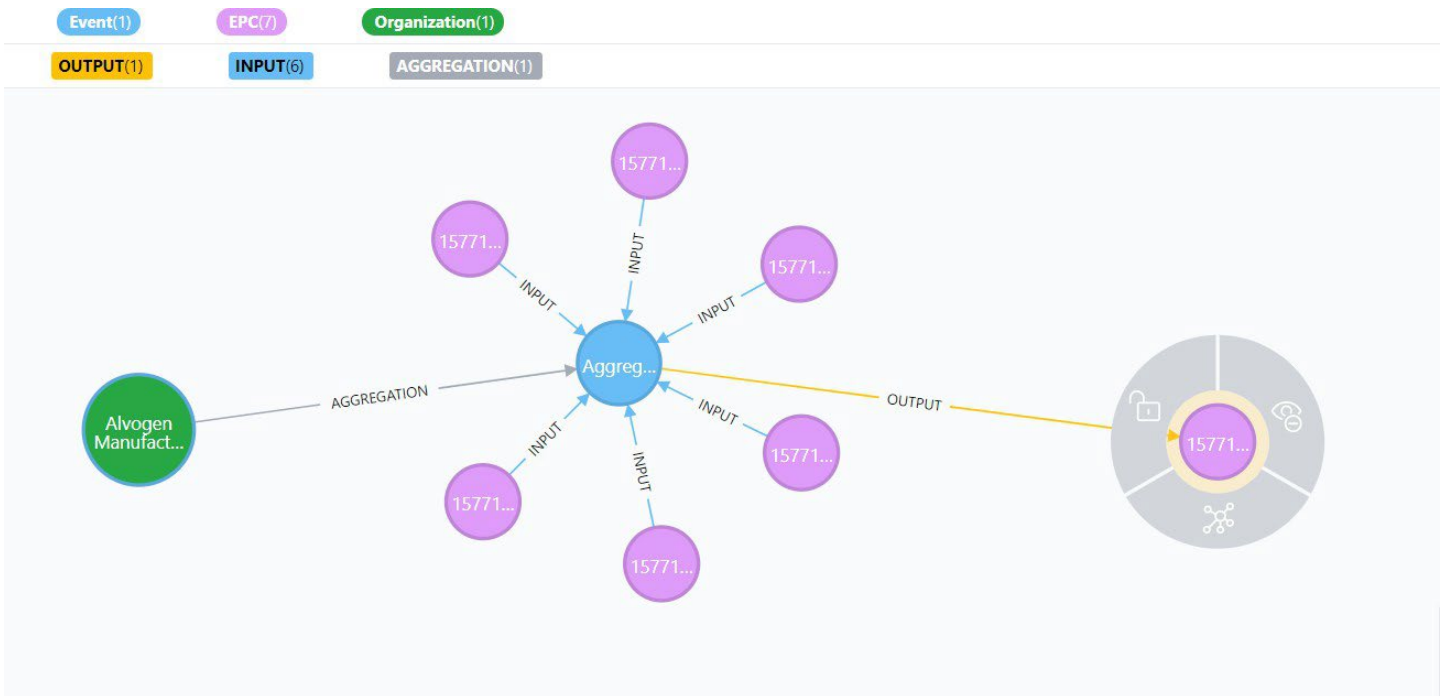 Event(1) EPC(7) Organization(1)
OUTPUT(1) INPUT(6) AGGREGATION(1)
15771...
15771...
15771...
INPUT
INPUT
INPUT
Aggreg...
AGGREGATION
OUTPUT
Alvogen
Manufact...
INPUT
INPUT
INPUT
15771...
15771...
15771...
15771...